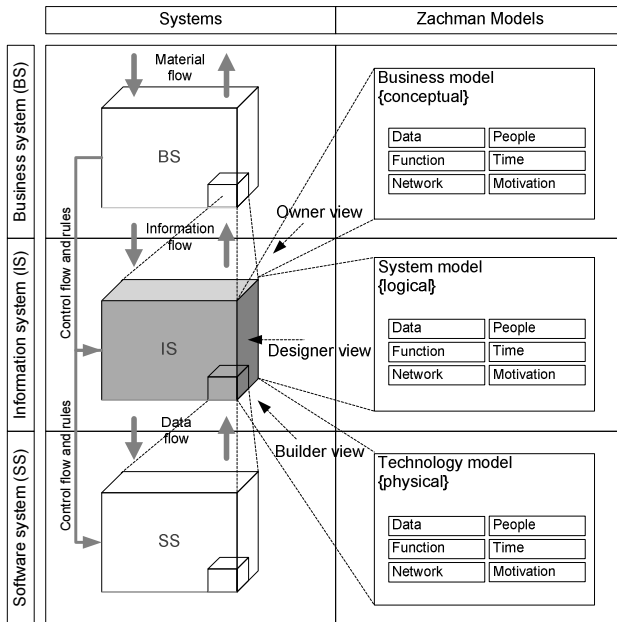 Systems
Zachman Models
Business system (BS)
Material
flow
BS
Business model
{conceptual}
Data
People
Function
Time
Network
Motivation
Owner view
Control flow and rules
Information
flow
Information system (IS)
IS
Designer view
System model
{logical}
Data
People
Function
Time
Network
Motivation
Builder view
Control flow and rules
Data
flow
Software system (SS)
SS
Technology model
{physical}
Data
People
Function
Time
Network
Motivation